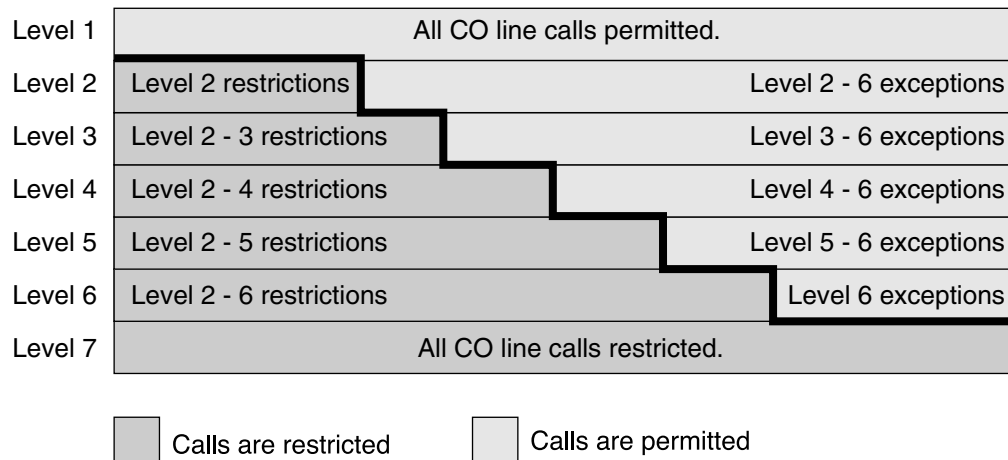 Level 1 All CO line calls permitted.
Level 2 Level 2 restrictions Level 2 - 6 exceptions
Level 3 Level 2 - 3 restrictions Level 3 - 6 exceptions
Level 4 Level 2 - 4 restrictions Level 4 - 6 exceptions
Level 5 Level 2 - 5 restrictions Level 5 - 6 exceptions
Level 6 Level 2 - 6 restrictions Level 6 exceptions
Level 7 All CO line calls restricted.
Calls are restricted Calls are permitted